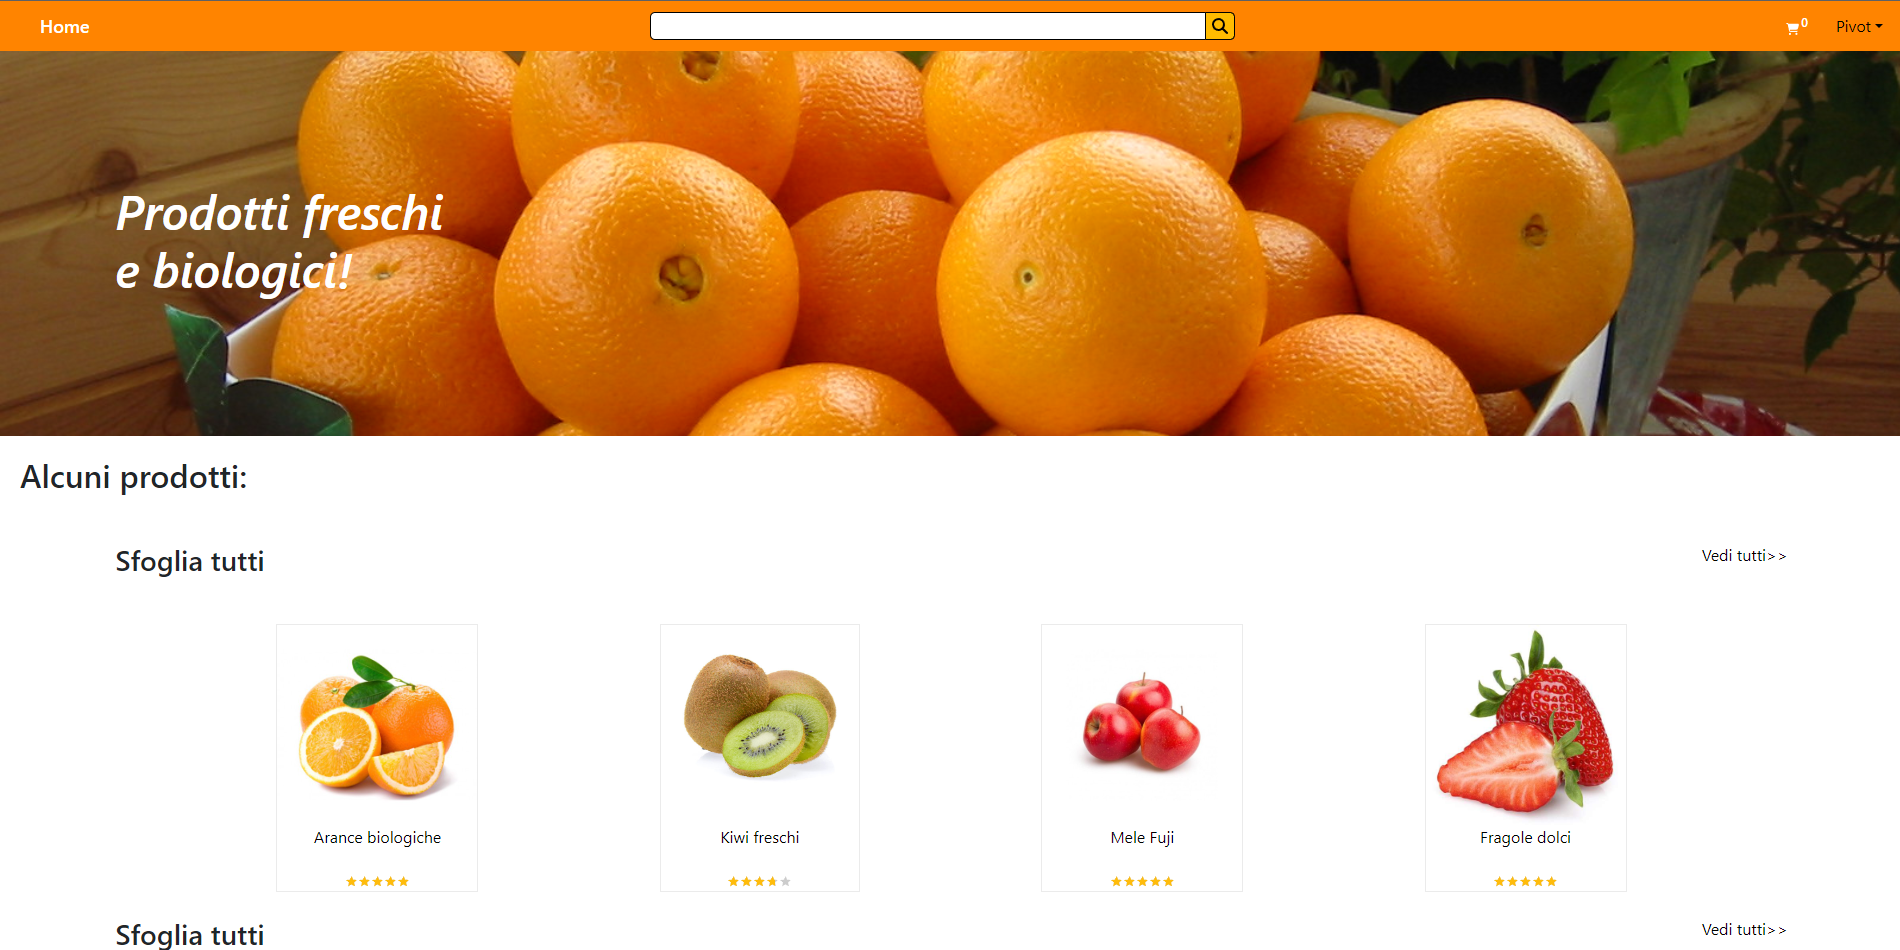 Home
0
Pivot
Prodotti freschi
e biologici!
Alcuni prodotti:
Sfoglia tutti
Vedi tutti>>
Arance biologiche
Kiwi freschi
Mele Fuji
Fragole dolci
Sfoglia tutti
Vedi tutti>>